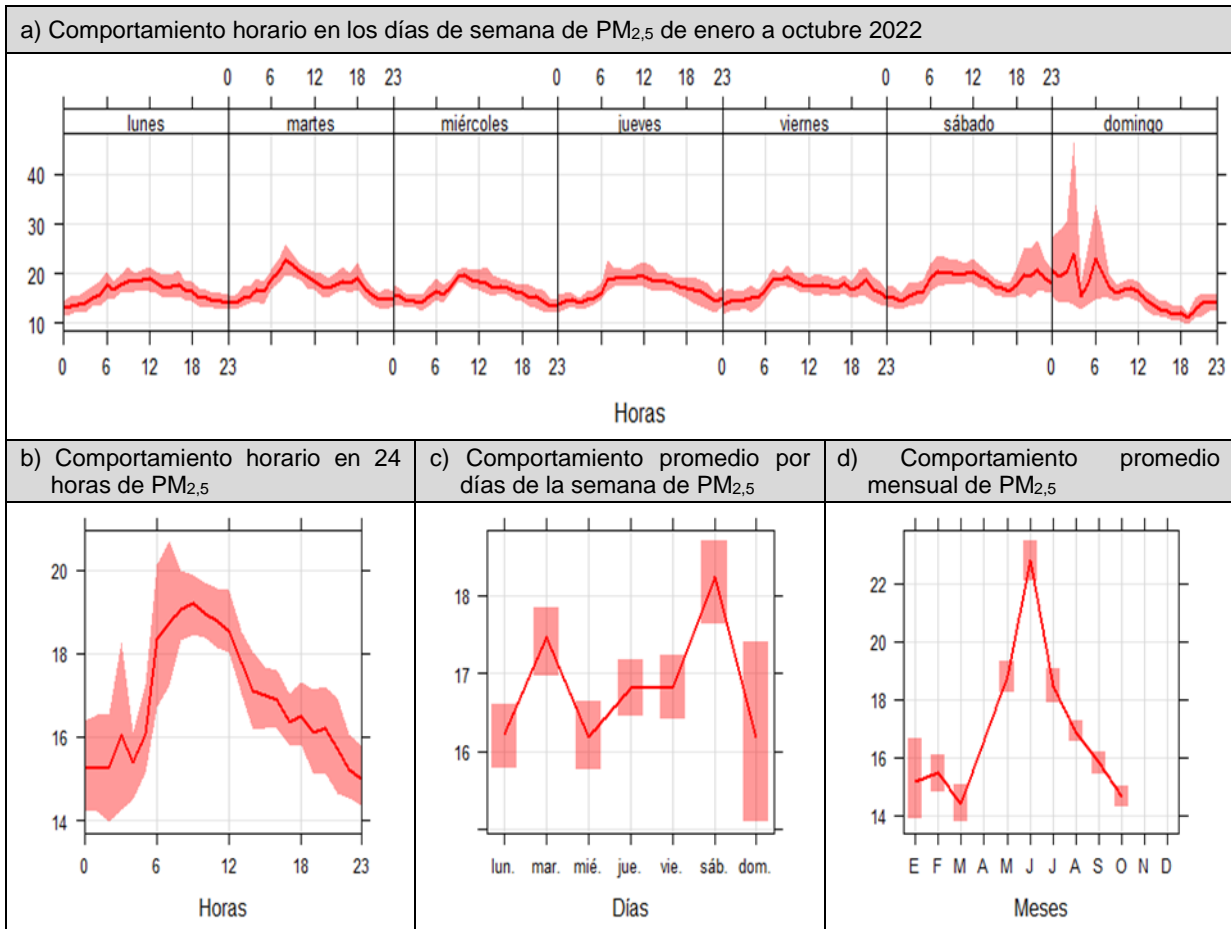 a) Comportamiento horario en los días de semana de PM2,5 de enero a octubre 2022
0 6 12 18 23 0 6 12 18 23 0 6 12 18 23
lunes martes miércoles jueves viernes sábado domingo
40
30
20
10
0 6 12 18 23 0 6 12 18 23 0 6 12 18 23 0 6 12 18 23
Horas
b) Comportamiento horario en 24
horas de PM2,5
20
18
16
14
0 6 12 18 23
Horas
c) Comportamiento promedio por
días de la semana de PM2,5
18
17
16
lun. mar. mié. jue. vie. sáb. dom.
Días
d) Comportamiento promedio
mensual de PM2,5
22
20
18
16
14
E F M A M J J A S O N D
Meses